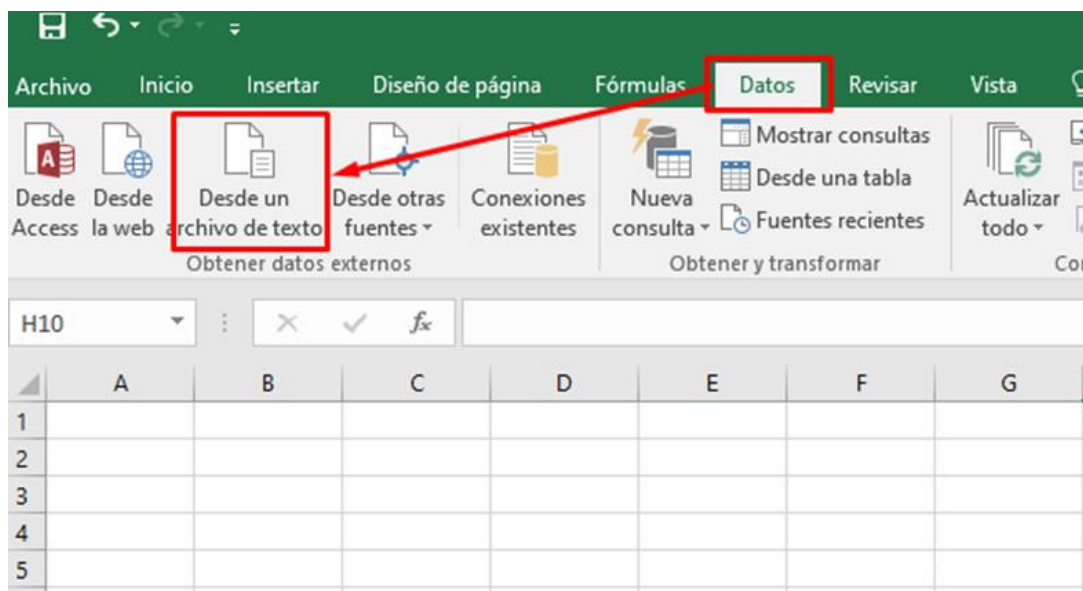 Archivo Inicio Insertar Diseño de página Fórmulas Datos Revisar Vista
Desde Access
Desde la web
Desde un archivo de texto
Desde otras fuentes
Conexiones existentes
Nueva consulta
Mostrar consultas
Desde una tabla
Fuentes recientes
Actualizar todo
Obtener datos externos
Obtener y transformar
H10
fx
A B C D E F G
1
2
3
4
5